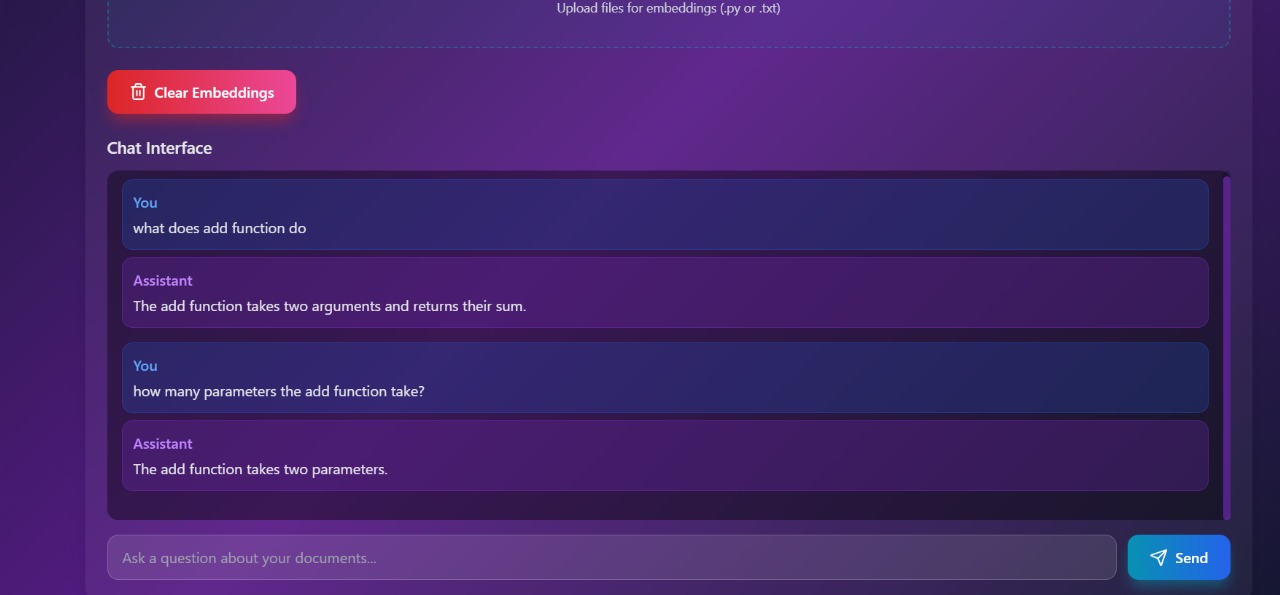 Upload files for embeddings (.py or .txt)
Clear Embeddings
Chat Interface
You
what does add function do
Assistant
The add function takes two arguments and returns their sum.
You
how many parameters the add function take?
Assistant
The add function takes two parameters.
Ask a question about your documents...
Send